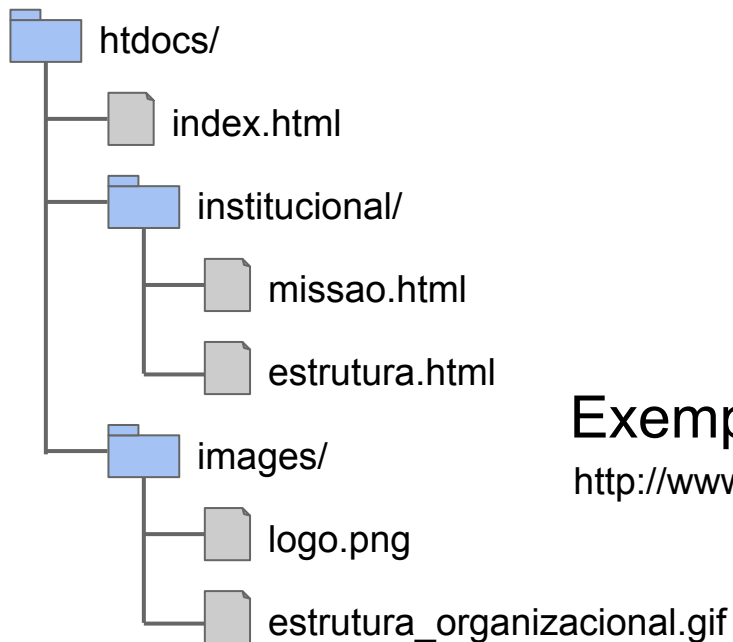 htdocs/
index.html
institucional/
missao.html
estrutura.html
images/
logo.png
estrutura_organizacional.gif
Exemp
http://www